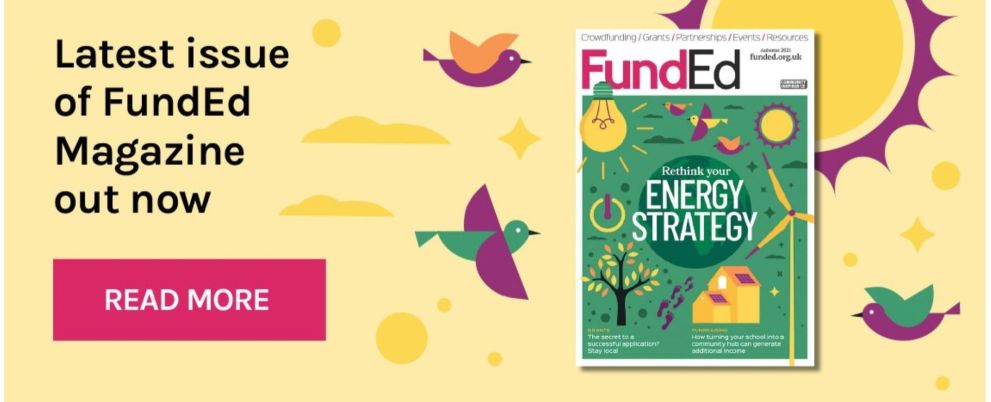 Latest issue
of FundEd
Magazine
out now
READ MORE
Crowdfunding / Grants / Partnerships / Events / Resources
Autumn 2021
funded.org.uk
FundEd
COMMUNITY
INSPIRED
Rethink your
ENERGY
STRATEGY
GRANTS
The secret to a
successful application?
Stay local
FUNDRAISING
How turning your school into a
community hub can generate
additional income